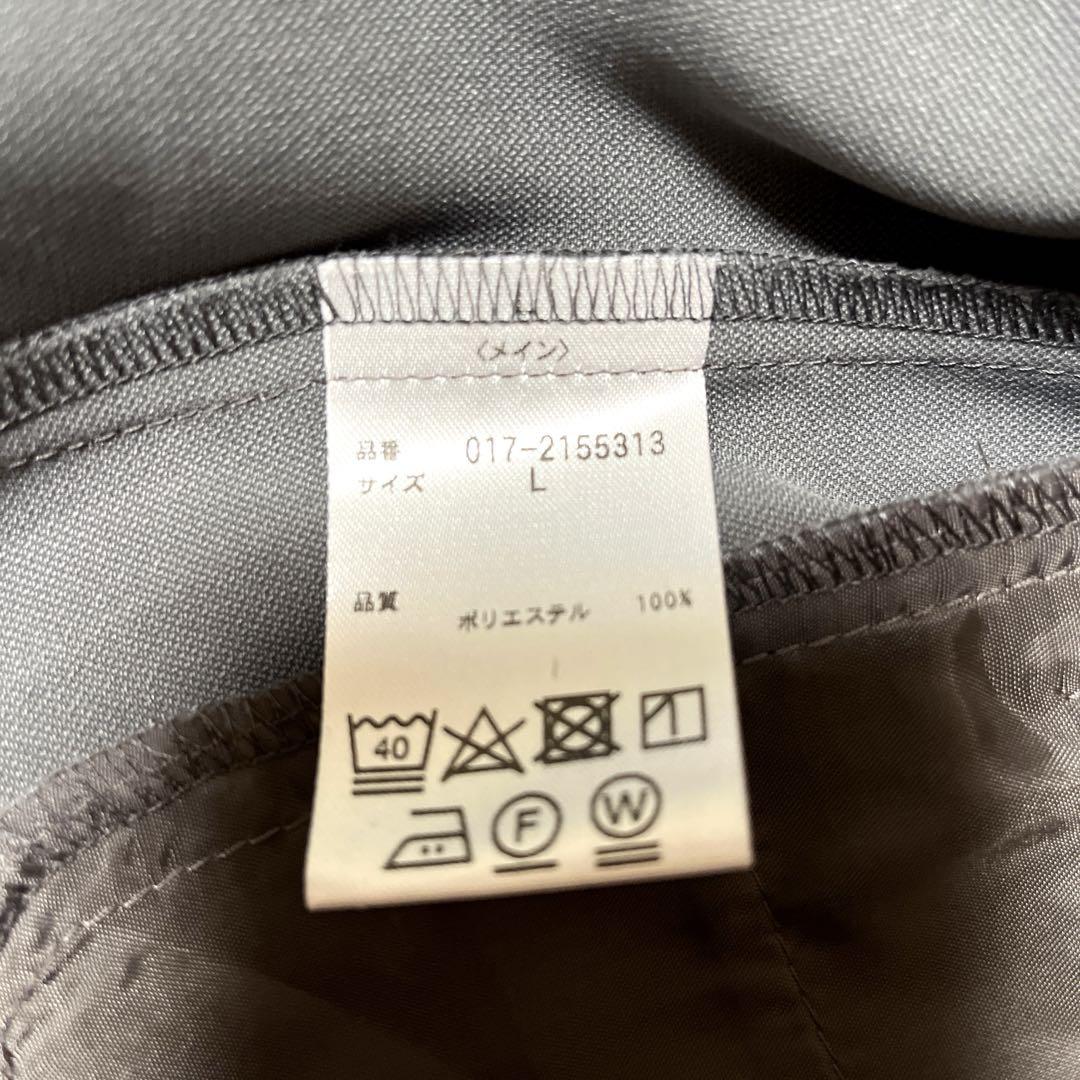 〈メイン〉
品番 017-2155313
サイズ L
品質 ポリエステル 100%
40
F W